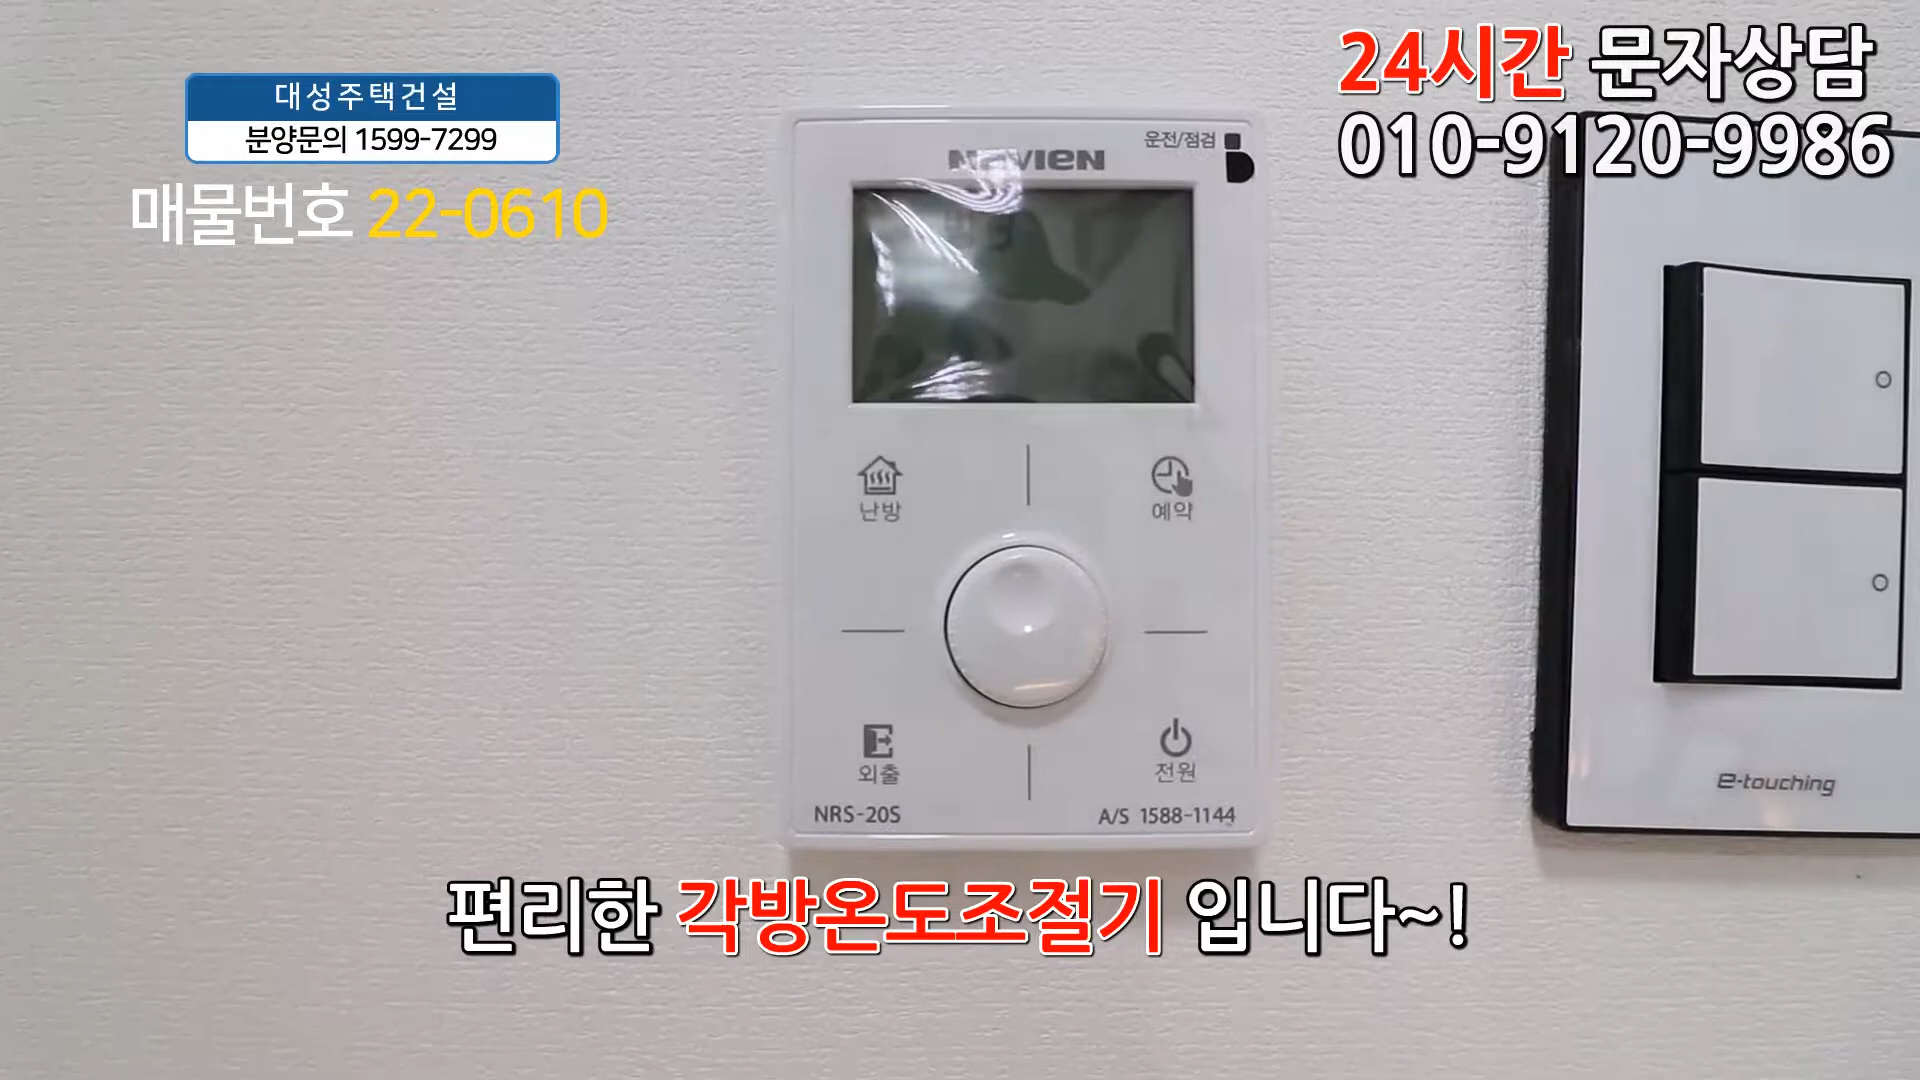 대성주택건설
분양문의 1599-7299
매물번호 22-0610
24시간 문자상담
010-9120-9986
운전/점검
NAVIEN
난방
예약
외출
전원
NRS-20S
A/S 1588-1144
e-touching
편리한 각방온도조절기 입니다~!